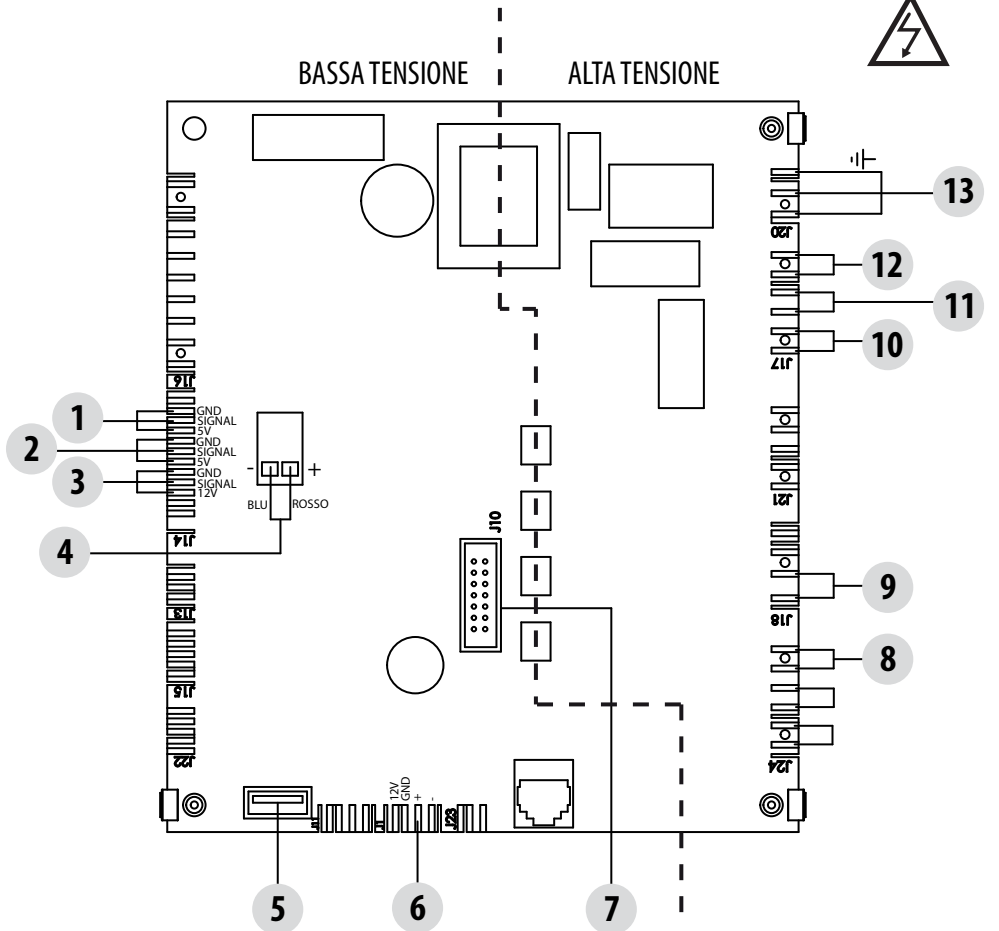 BASSA TENSIONE
ALTA TENSIONE
13
J20
12
11
10
J17
J16
1
GND
SIGNAL
5V
2
GND
SIGNAL
5V
3
GND
SIGNAL
12V
-
+
BLU
ROSSO
J10
J21
J14
4
9
J13
J18
8
J15
J22
J24
12V
GND
+
-
J11
J1
J23
5
6
7